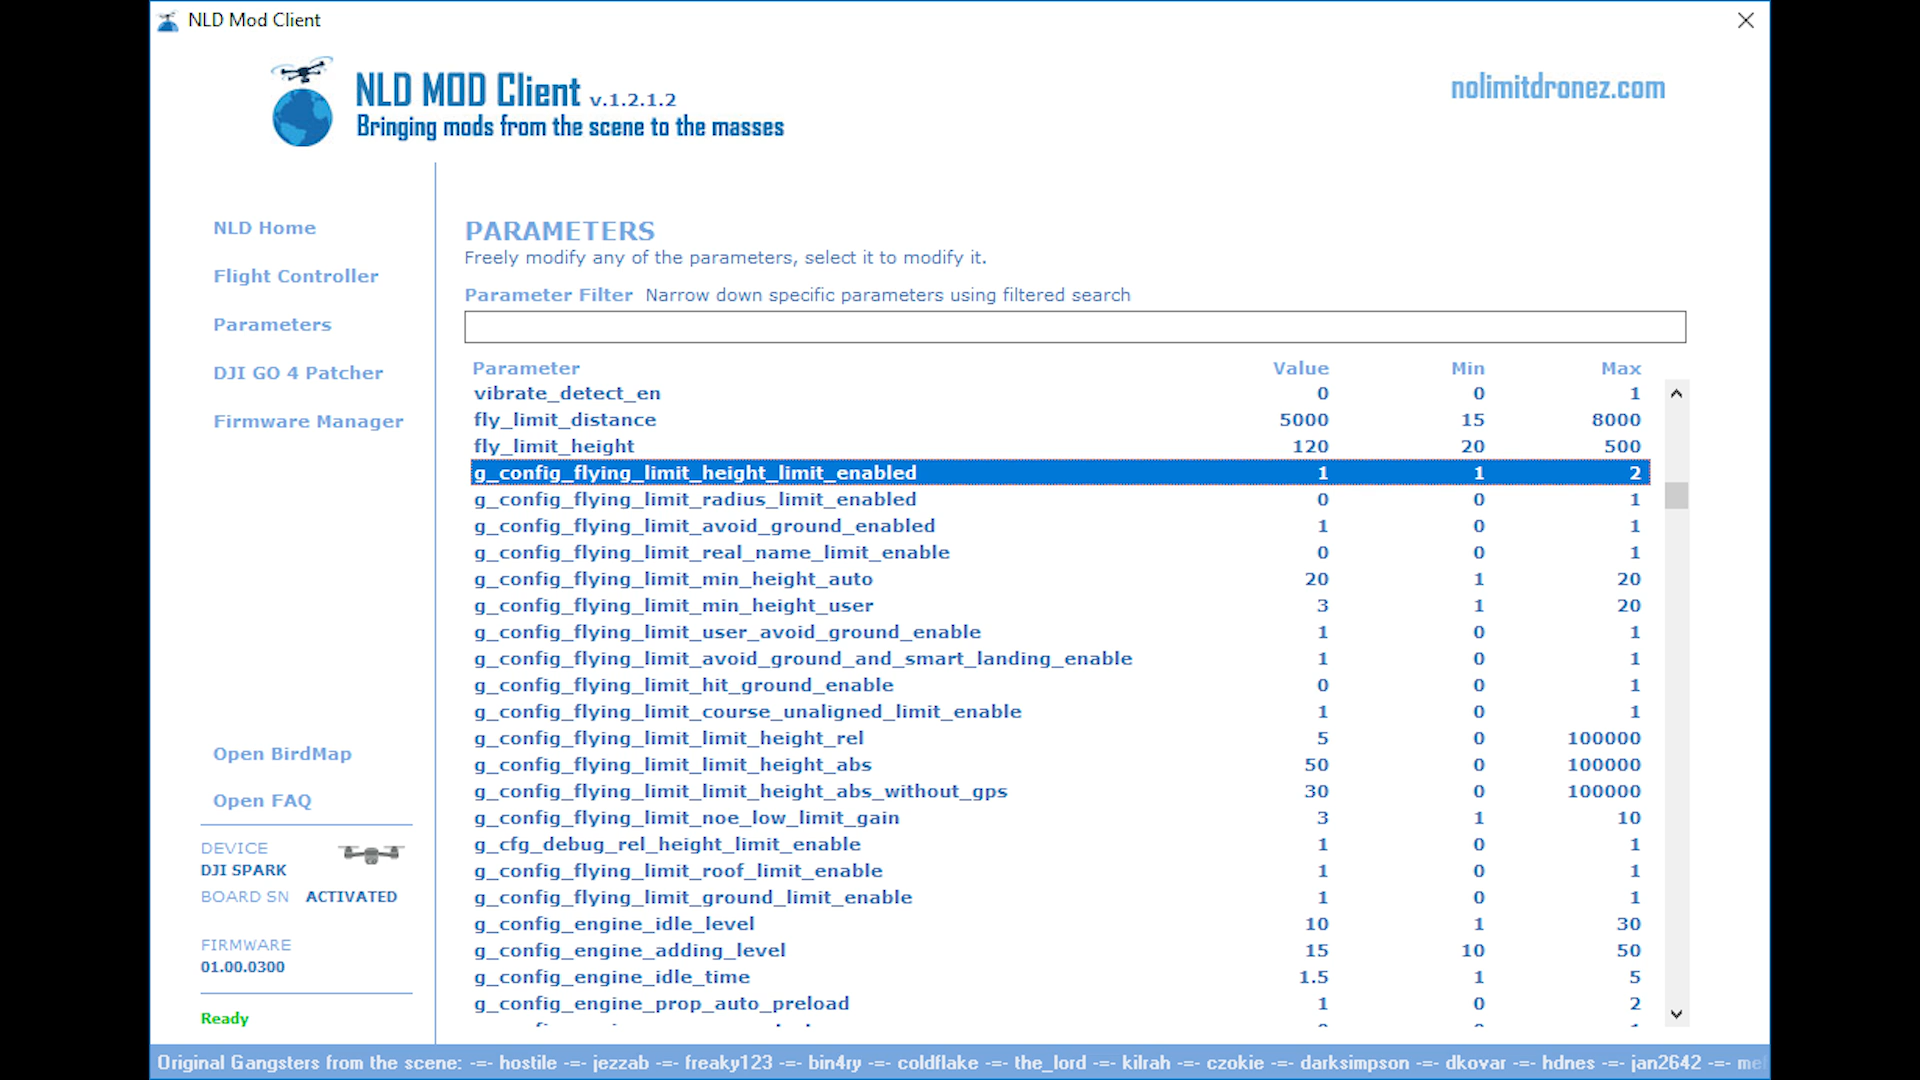 NLD Mod Client
NLD MOD Client v.1.2.1.2
Bringing mods from the scene to the masses
nolimitdronez.com
NLD Home
Flight Controller
Parameters
DJI GO 4 Patcher
Firmware Manager
Open BirdMap
Open FAQ
DEVICE
DJI SPARK
BOARD SN ACTIVATED
FIRMWARE
01.00.0300
Ready
PARAMETERS
Freely modify any of the parameters, select it to modify it.
Parameter Filter Narrow down specific parameters using filtered search
Parameter Value Min Max
vibrate_detect_en 0 0 1
fly_limit_distance 5000 15 8000
fly_limit_height 120 20 500
g_config_flying_limit_height_limit_enabled 1 1 2
g_config_flying_limit_radius_limit_enabled 0 0 1
g_config_flying_limit_avoid_ground_enabled 1 0 1
g_config_flying_limit_real_name_limit_enable 0 0 1
g_config_flying_limit_min_height_auto 20 1 20
g_config_flying_limit_min_height_user 3 1 20
g_config_flying_limit_user_avoid_ground_enable 1 0 1
g_config_flying_limit_avoid_ground_and_smart_landing_enable 1 0 1
g_config_flying_limit_hit_ground_enable 0 0 1
g_config_flying_limit_course_unaligned_limit_enable 1 0 1
g_config_flying_limit_limit_height_rel 5 0 100000
g_config_flying_limit_limit_height_abs 50 0 100000
g_config_flying_limit_limit_height_abs_without_gps 30 0 100000
g_config_flying_limit_noe_low_limit_gain 3 1 10
g_cfg_debug_rel_height_limit_enable 1 0 1
g_config_flying_limit_roof_limit_enable 1 0 1
g_config_flying_limit_ground_limit_enable 1 0 1
g_config_engine_idle_level 10 1 30
g_config_engine_adding_level 15 10 50
g_config_engine_idle_time 1.5 1 5
g_config_engine_prop_auto_preload 1 0 2
Original Gangsters from the scene: -=- hostile -=- jezzab -=- freaky123 -=- bin4ry -=- coldflake -=- the_lord -=- kilrah -=- czokie -=- darksimpson -=- dkovar -=- hdnes -=- jan2642 -=-